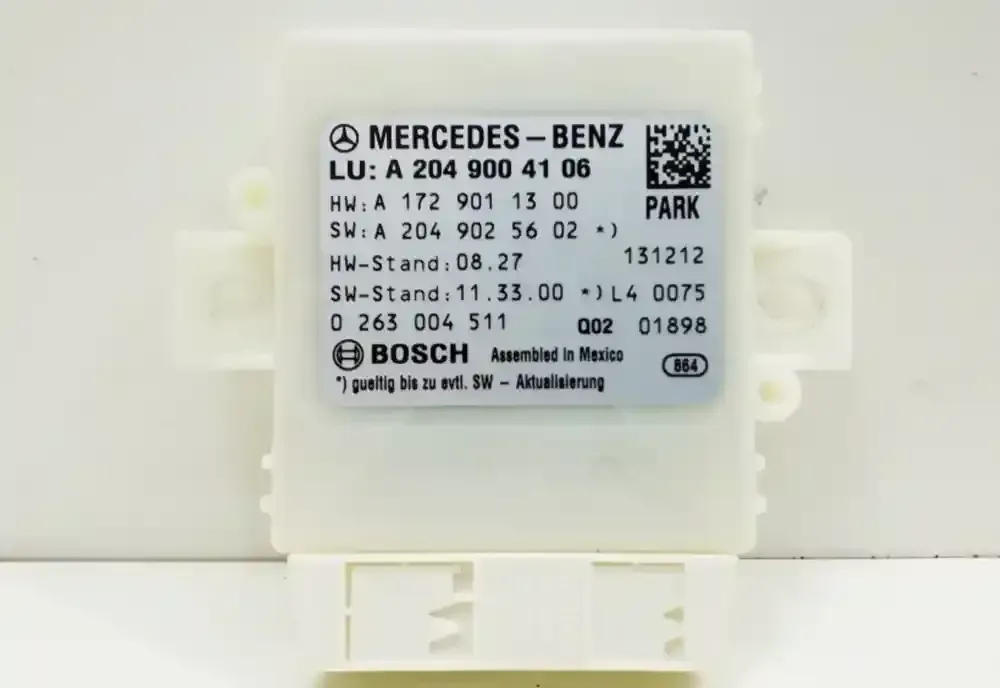 MERCEDES-BENZ
LU: A 204 900 41 06
HW: A 172 901 13 00
PARK
SW: A 204 902 56 02 *)
HW-Stand: 08.27 131212
SW-Stand: 11.33.00 *) L4 0075
0 263 004 511 Q02 01898
BOSCH Assembled in Mexico 864
*) gueltig bis zu evtl. SW - Aktualisierung